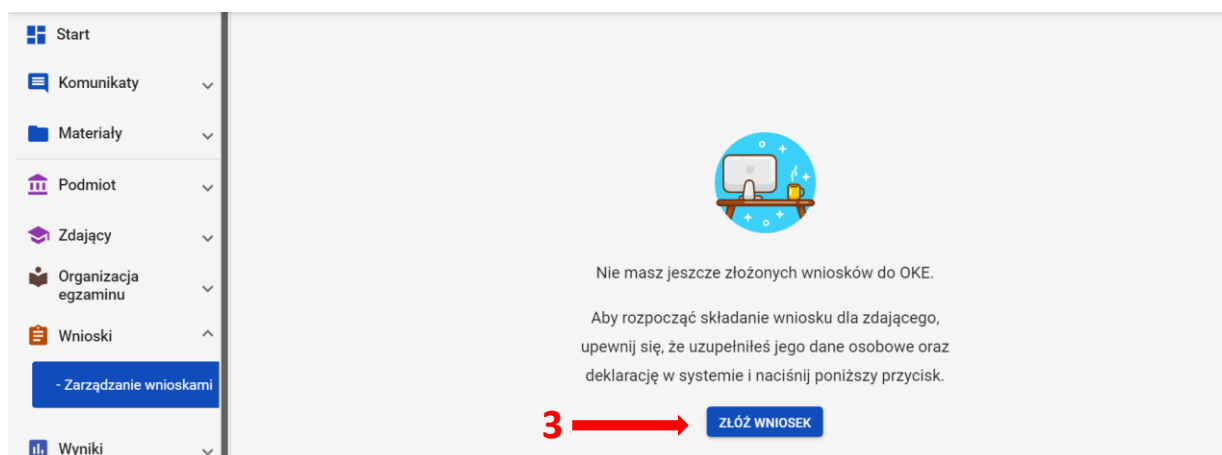 Start
Komunikaty
Materiały
Podmiot
Zdający
Organizacja
egzaminu
Wnioski
- Zarządzanie wnioskami
Wyniki
Nie masz jeszcze złożonych wniosków do OKE.
Aby rozpocząć składanie wniosku dla zdającego,
upewnij się, że uzupełniłeś jego dane osobowe oraz
deklarację w systemie i naciśnij poniższy przycisk.
3
ZŁÓŻ WNIOSEK